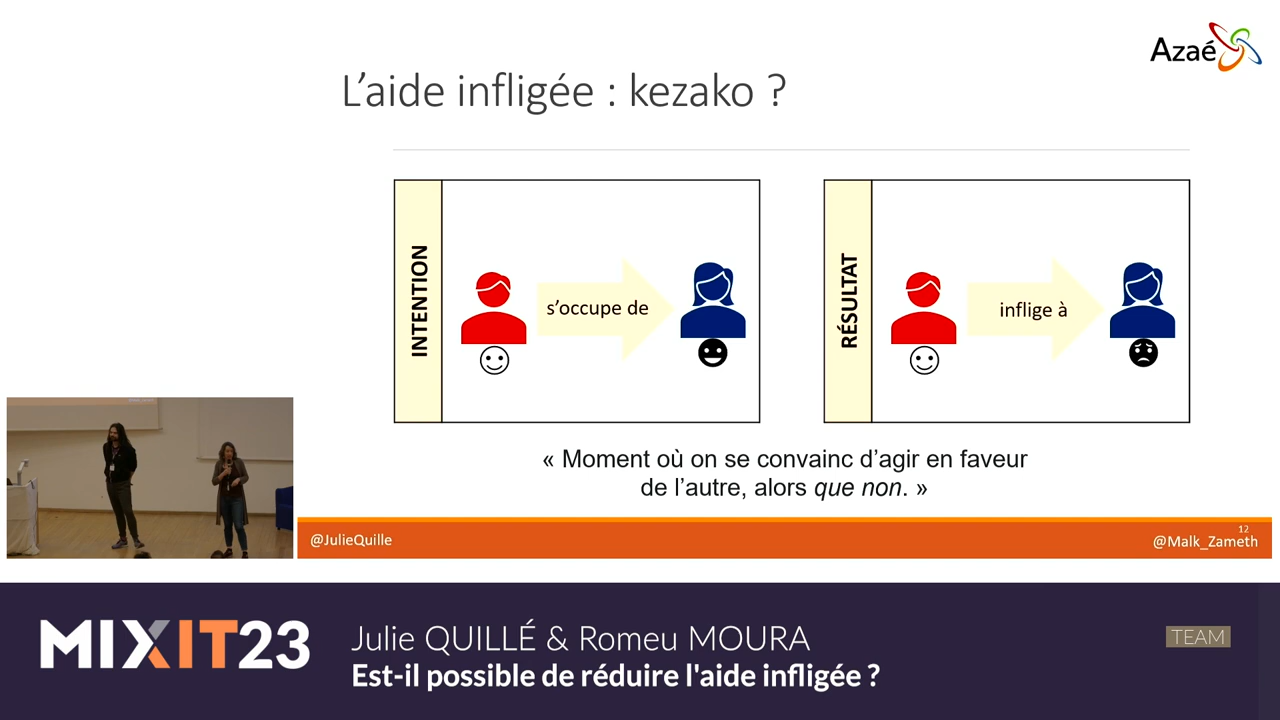 Azaé
L'aide infligée : kezako ?
INTENTION
s'occupe de
RÉSULTAT
inflige à
« Moment où on se convainc d'agir en faveur
de l'autre, alors que non. »
12
@JulieQuille
@Malk_Zameth
MIXIT23
Julie QUILLÉ & Romeu MOURA
TEAM
Est-il possible de réduire l'aide infligée ?